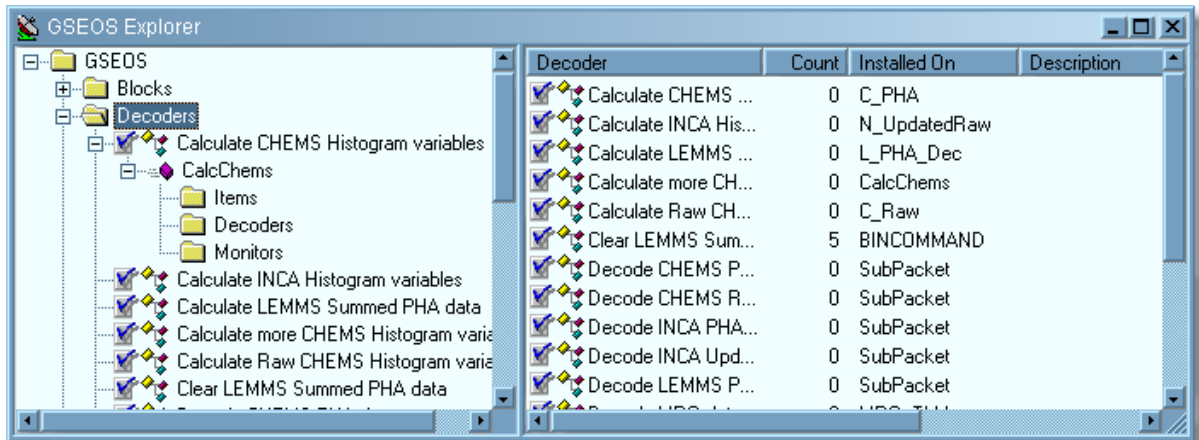 GSEOS Explorer
GSEOS
Blocks
Decoders
Calculate CHEMS Histogram variables
CalcChems
Items
Decoders
Monitors
Calculate INCA Histogram variables
Calculate LEMMS Summed PHA data
Calculate more CHEMS Histogram varia
Calculate Raw CHEMS Histogram varia
Clear LEMMS Summed PHA data
Decoder Count Installed On Description
Calculate CHEMS ... 0 C_PHA
Calculate INCA His... 0 N_UpdatedRaw
Calculate LEMMS ... 0 L_PHA_Dec
Calculate more CH... 0 CalcChems
Calculate Raw CH... 0 C_Raw
Clear LEMMS Sum... 5 BINCOMMAND
Decode CHEMS P... 0 SubPacket
Decode CHEMS R... 0 SubPacket
Decode INCA PHA... 0 SubPacket
Decode INCA Upd... 0 SubPacket
Decode LEMMS P... 0 SubPacket